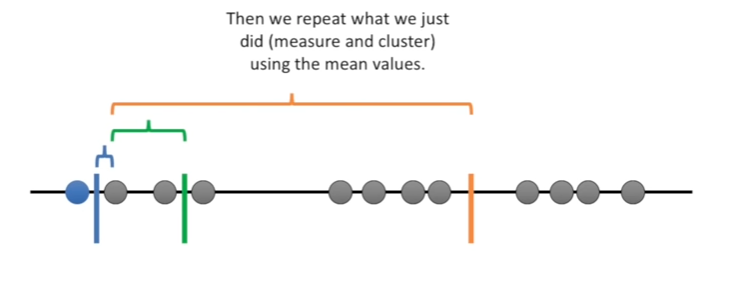 Then we repeat what we just
did (measure and cluster)
using the mean values.